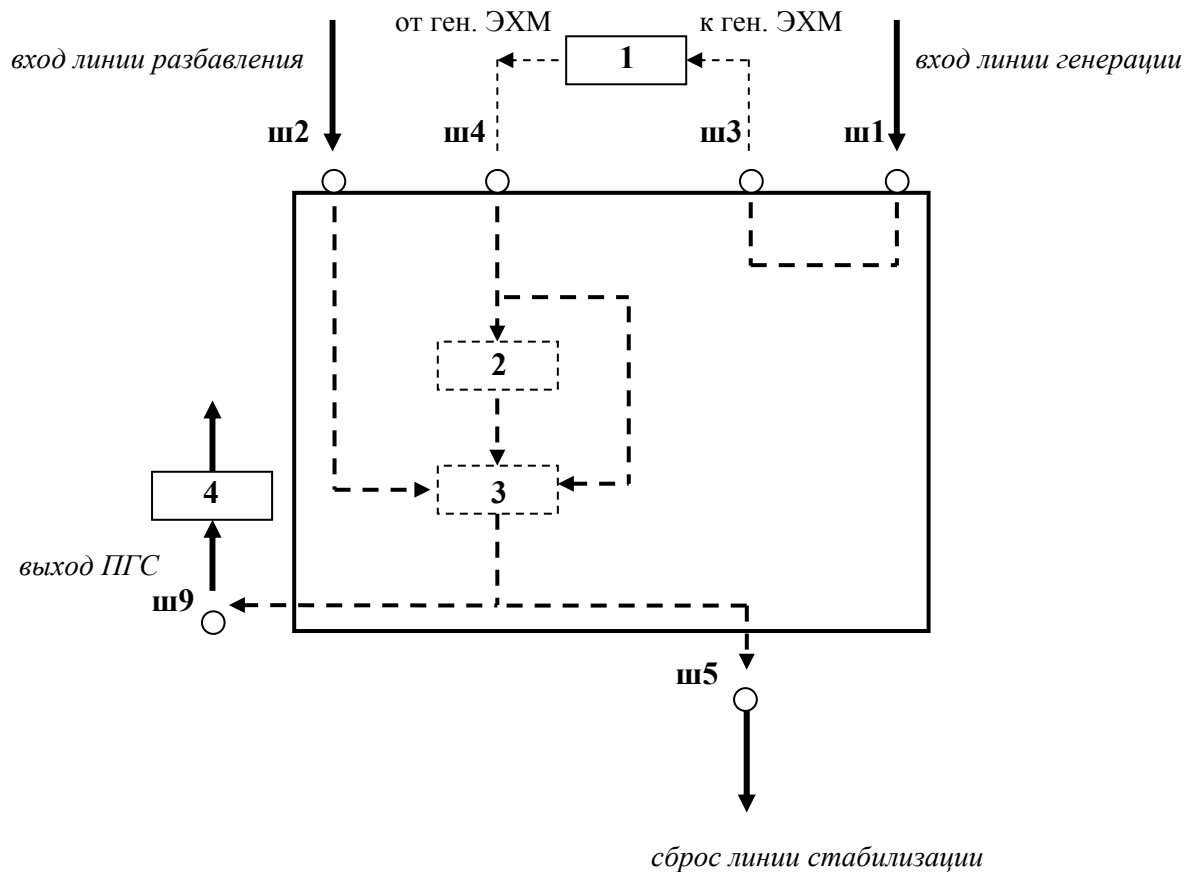 от ген. ЭХМ
к ген. ЭХМ
вход линии разбавления
1
вход линии генерации
ш2
ш4
ш3
ш1
2
3
4
выход ПГС
ш9
ш5
сброс линии стабилизации